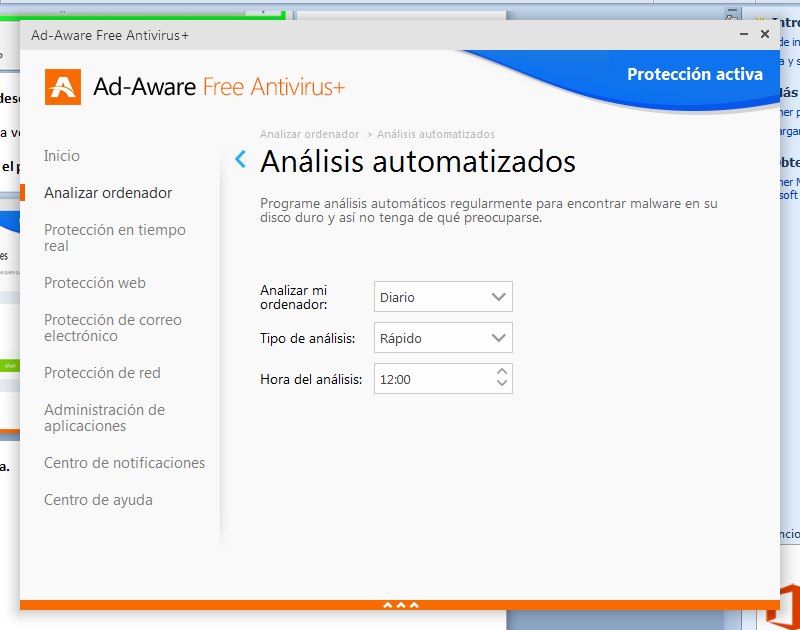 Ad-Aware Free Antivirus+
Ad-Aware Free Antivirus+
Protección activa
Inicio
Analizar ordenador
Protección en tiempo
real
Protección web
Protección de correo
electrónico
Protección de red
Administración de
aplicaciones
Centro de notificaciones
Centro de ayuda
Analizar ordenador > Análisis automatizados
Análisis automatizados
Programe análisis automáticos regularmente para encontrar malware en su
disco duro y así no tenga de qué preocuparse.
Analizar mi
ordenador:
Diario
Tipo de análisis:
Rápido
Hora del análisis:
12:00